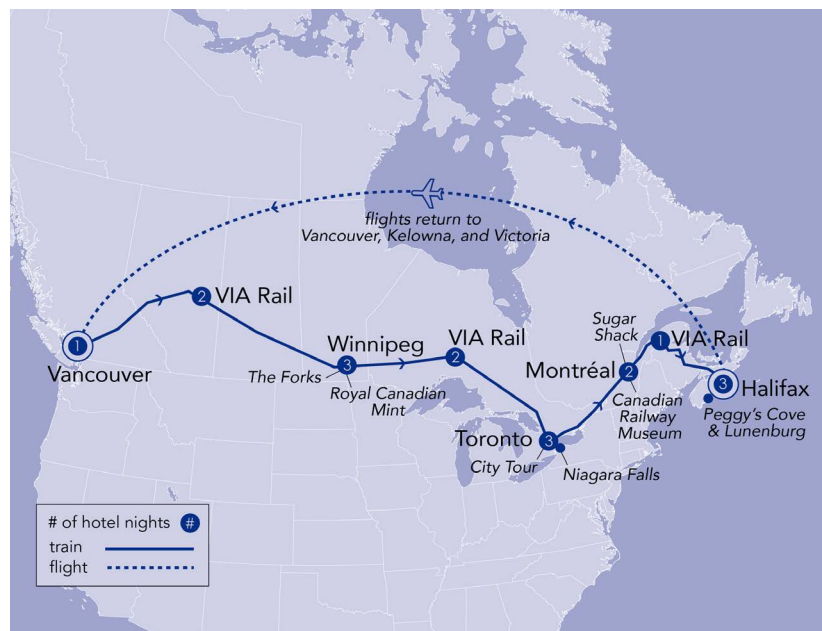 flights return to
Vancouver, Kelowna, and Victoria
2 VIA Rail
1
Vancouver
Winnipeg
3
The Forks
Royal Canadian
Mint
VIA Rail
2
Toronto 3
City Tour
Niagara Falls
Sugar
Shack
Montréal 2
Canadian
Railway
Museum
1 VIA Rail
3 Halifax
Peggy's Cove
& Lunenburg
# of hotel nights #
train
flight